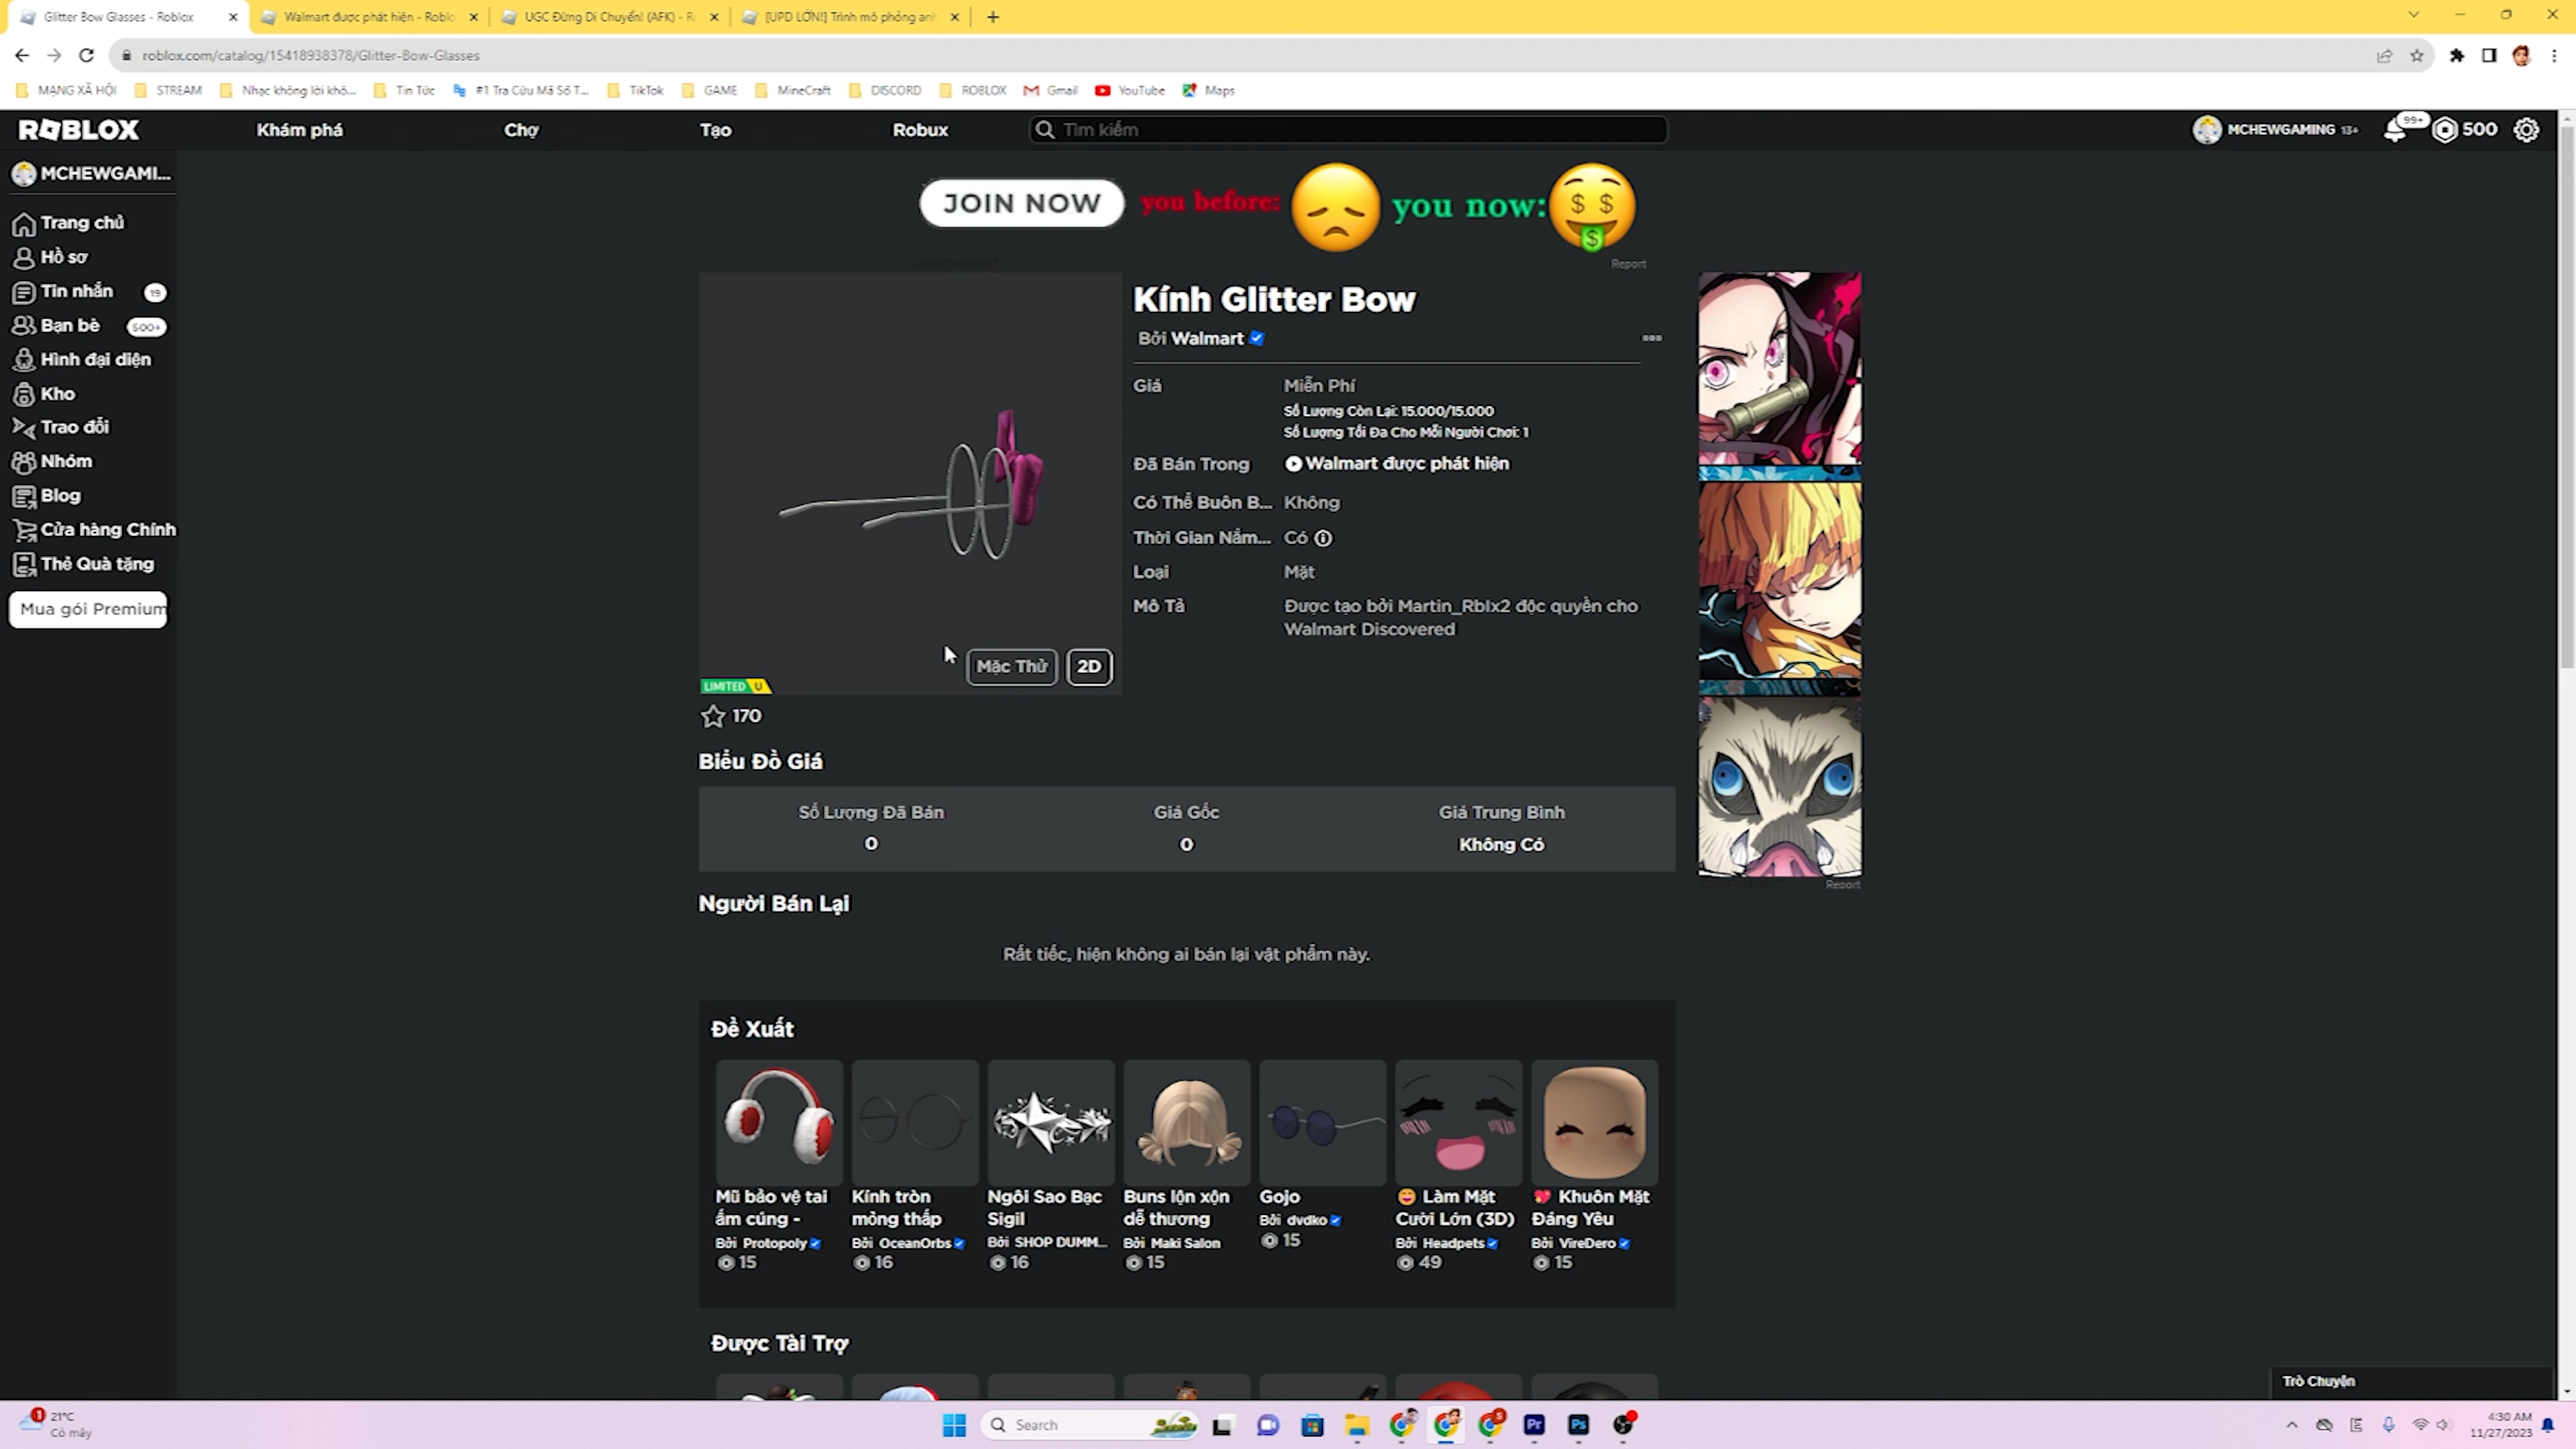 Glitter Bow Glasses - Roblox
Walmart được phát hiện - Roblo
UGC Đừng Di Chuyển! (AFK) - R
[UPD LỚN!] Trình mô phỏng anh
roblox.com/catalog/15418938378/Glitter-Bow-Glasses
MẠNG XÃ HỘI
STREAM
Nhạc không lời khô...
Tin Tức
#1 Tra Cứu Mã Số T...
TikTok
GAME
MineCraft
DISCORD
ROBLOX
Gmail
YouTube
Maps
ROBLOX
Khám phá
Chợ
Tạo
Robux
Tìm kiếm
MCHEWGAMING 13+
99+
500
MCHEWGAMI...
Trang chủ
Hồ sơ
Tin nhắn
19
Bạn bè
500+
Hình đại diện
Kho
Trao đổi
Nhóm
Blog
Cửa hàng Chính
Thẻ Quà tặng
Mua gói Premium
JOIN NOW
you before:
you now:
ADVERTISEMENT
Report
Kính Glitter Bow
Bởi Walmart
Giá
Miễn Phí
Số Lượng Còn Lại: 15.000/15.000
Số Lượng Tối Đa Cho Mỗi Người Chơi: 1
Đã Bán Trong
Walmart được phát hiện
Có Thể Buôn B...
Không
Thời Gian Nắm...
Có
Loại
Mặt
Mô Tả
Được tạo bởi Martin_Rblx2 độc quyền cho
Walmart Discovered
Mặc Thử
2D
LIMITED U
170
Report
Biểu Đồ Giá
Số Lượng Đã Bán
0
Giá Gốc
0
Giá Trung Bình
Không Có
Người Bán Lại
Rất tiếc, hiện không ai bán lại vật phẩm này.
Đề Xuất
Mũ bảo vệ tai
ấm cúng -
Bởi Protopoly
15
Kính tròn
mỏng thấp
Bởi OceanOrbs
16
Ngôi Sao Bạc
Sigil
Bởi SHOP DUMM...
16
Buns lộn xộn
dễ thương
Bởi Maki Salon
15
Gojo
Bởi dvdko
15
Làm Mặt
Cười Lớn (3D)
Bởi Headpets
49
Khuôn Mặt
Đáng Yêu
Bởi VireDero
15
Được Tài Trợ
Trò Chuyện
1
21°C
Có mây
Search
Pr
Ps
4:30 AM
11/27/2023